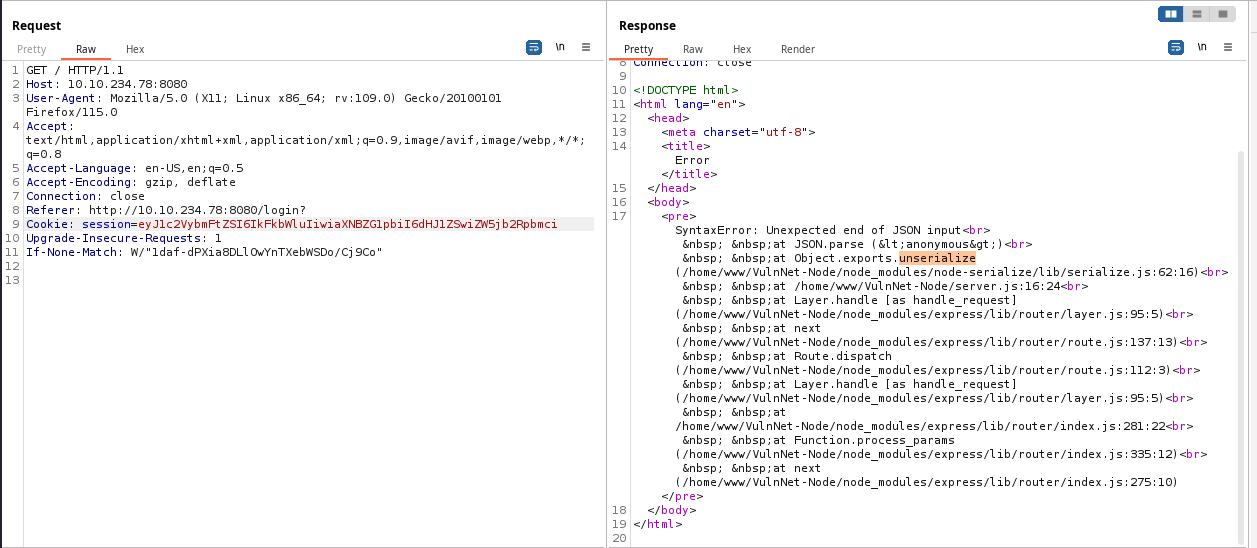 Request
Pretty Raw Hex
\n
1 GET / HTTP/1.1
2 Host: 10.10.234.78:8080
3 User-Agent: Mozilla/5.0 (X11; Linux x86_64; rv:109.0) Gecko/20100101
Firefox/115.0
4 Accept:
text/html,application/xhtml+xml,application/xml;q=0.9,image/avif,image/webp,*/*;
q=0.8
5 Accept-Language: en-US,en;q=0.5
6 Accept-Encoding: gzip, deflate
7 Connection: close
8 Referer: http://10.10.234.78:8080/login?
9 Cookie: session=eyJ1c2VybmFtZSI6IkFkbWluIiwiaXNBZG1pbiI6dHJ1ZSwiZW5jb2Rpbmci
10 Upgrade-Insecure-Requests: 1
11 If-None-Match: W/"1daf-dPXia8DLlOwYnTXebWSDo/Cj9Co"
12
13
Response
Pretty Raw Hex Render
\n
8 Connection: close
9
10 <!DOCTYPE html>
11 <html lang="en">
12 <head>
13 <meta charset="utf-8">
14 <title>
Error
</title>
15 </head>
16 <body>
17 <pre>
SyntaxError: Unexpected end of JSON input<br>
&nbsp; &nbsp;at JSON.parse (&lt;anonymous&gt;)<br>
&nbsp; &nbsp;at Object.exports.unserialize
(/home/www/VulnNet-Node/node_modules/node-serialize/lib/serialize.js:62:16)<br>
&nbsp; &nbsp;at /home/www/VulnNet-Node/server.js:16:24<br>
&nbsp; &nbsp;at Layer.handle [as handle_request]
(/home/www/VulnNet-Node/node_modules/express/lib/router/layer.js:95:5)<br>
&nbsp; &nbsp;at next
(/home/www/VulnNet-Node/node_modules/express/lib/router/route.js:137:13)<br>
&nbsp; &nbsp;at Route.dispatch
(/home/www/VulnNet-Node/node_modules/express/lib/router/route.js:112:3)<br>
&nbsp; &nbsp;at Layer.handle [as handle_request]
(/home/www/VulnNet-Node/node_modules/express/lib/router/layer.js:95:5)<br>
&nbsp; &nbsp;at
/home/www/VulnNet-Node/node_modules/express/lib/router/index.js:281:22<br>
&nbsp; &nbsp;at Function.process_params
(/home/www/VulnNet-Node/node_modules/express/lib/router/index.js:335:12)<br>
&nbsp; &nbsp;at next
(/home/www/VulnNet-Node/node_modules/express/lib/router/index.js:275:10)
</pre>
18 </body>
19 </html>
20